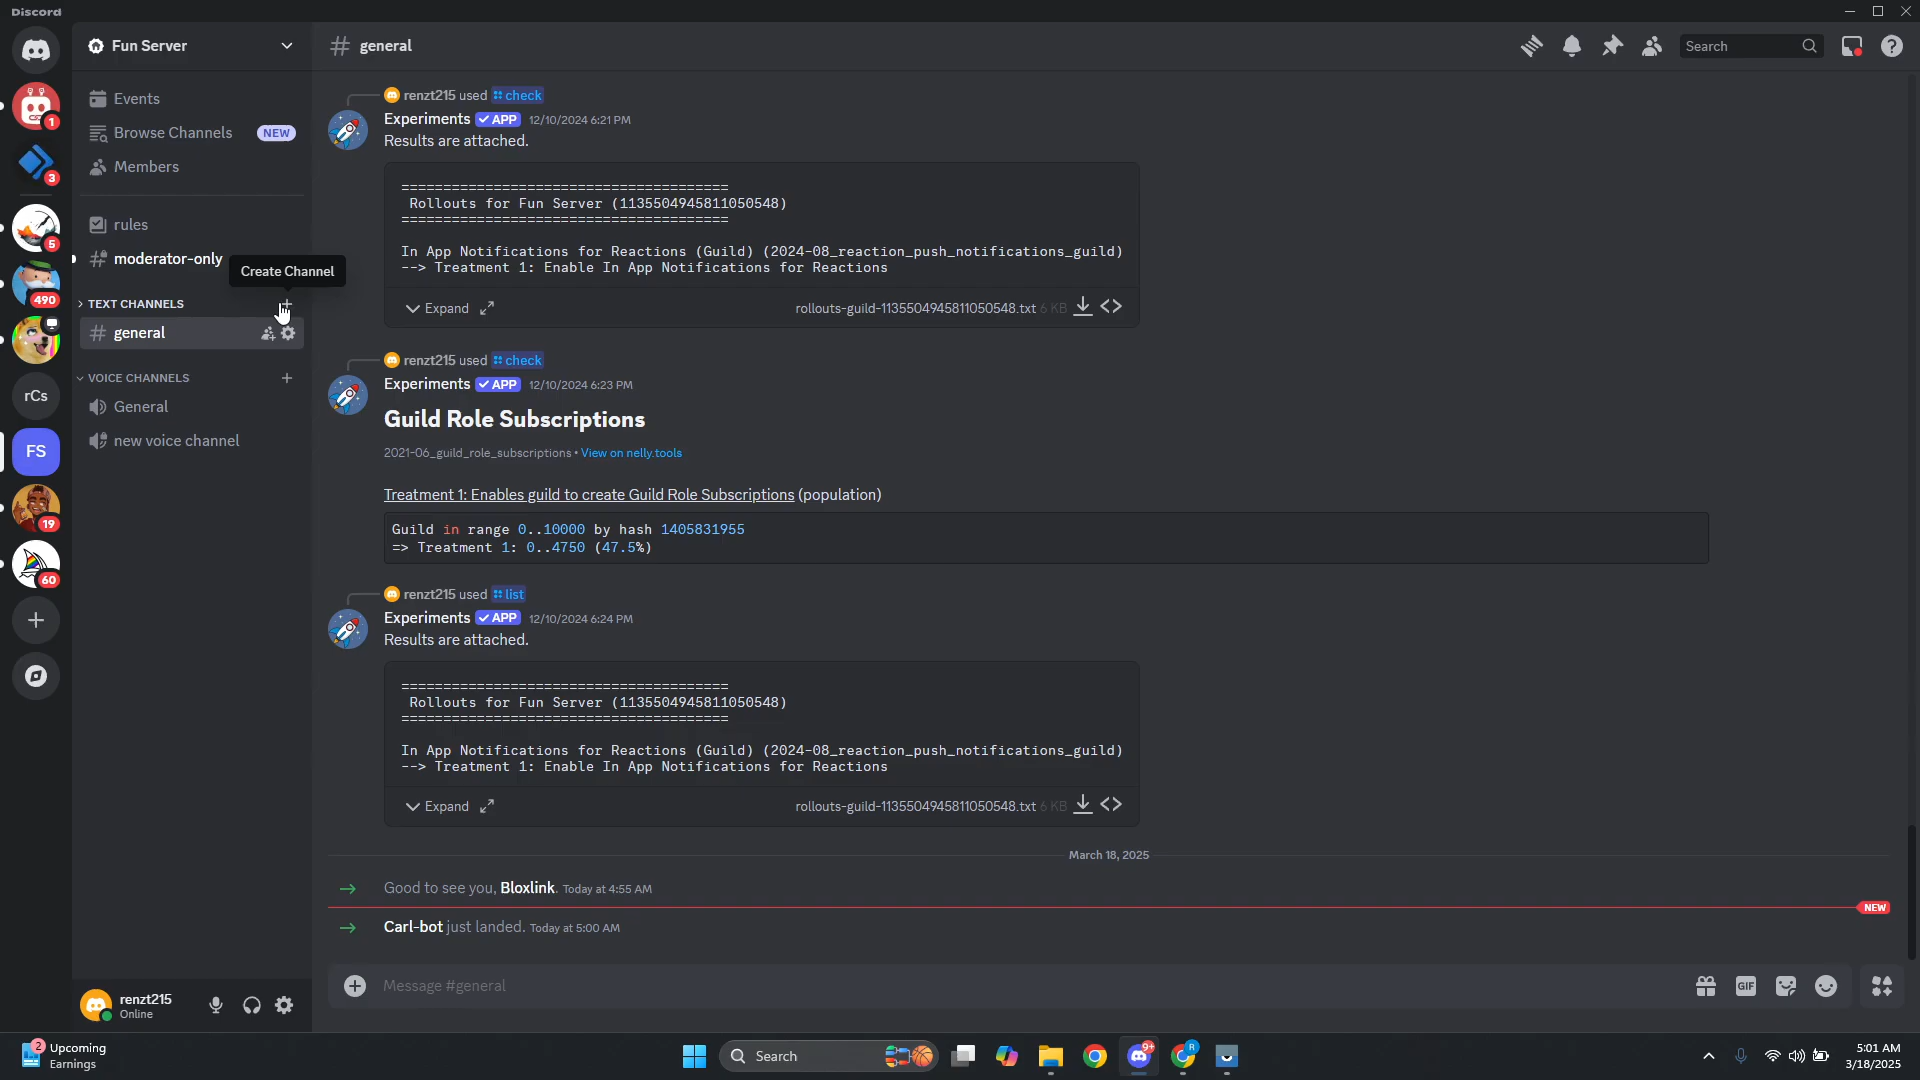 Discord
Fun Server
general
Search
Events
Browse Channels NEW
Members
rules
moderator-only
Create Channel
TEXT CHANNELS
general
VOICE CHANNELS
General
new voice channel
1
3
5
490
rCs
FS
19
60
renzt215 used check
Experiments APP 12/10/2024 6:21 PM
Results are attached.
=======================================
Rollouts for Fun Server (1135504945811050548)
=======================================
In App Notifications for Reactions (Guild) (2024-08_reaction_push_notifications_guild)
--> Treatment 1: Enable In App Notifications for Reactions
Expand rollouts-guild-1135504945811050548.txt 6 KB
renzt215 used check
Experiments APP 12/10/2024 6:23 PM
Guild Role Subscriptions
2021-06_guild_role_subscriptions • View on nelly.tools
Treatment 1: Enables guild to create Guild Role Subscriptions (population)
Guild in range 0..10000 by hash 1405831955
=> Treatment 1: 0..4750 (47.5%)
renzt215 used list
Experiments APP 12/10/2024 6:24 PM
Results are attached.
=======================================
Rollouts for Fun Server (1135504945811050548)
=======================================
In App Notifications for Reactions (Guild) (2024-08_reaction_push_notifications_guild)
--> Treatment 1: Enable In App Notifications for Reactions
Expand rollouts-guild-1135504945811050548.txt 6 KB
March 18, 2025
Good to see you, Bloxlink. Today at 4:55 AM
NEW
Carl-bot just landed. Today at 5:00 AM
Message #general
GIF
renzt215
Online
2
Upcoming
Earnings
Search
9+
R
5:01 AM
3/18/2025